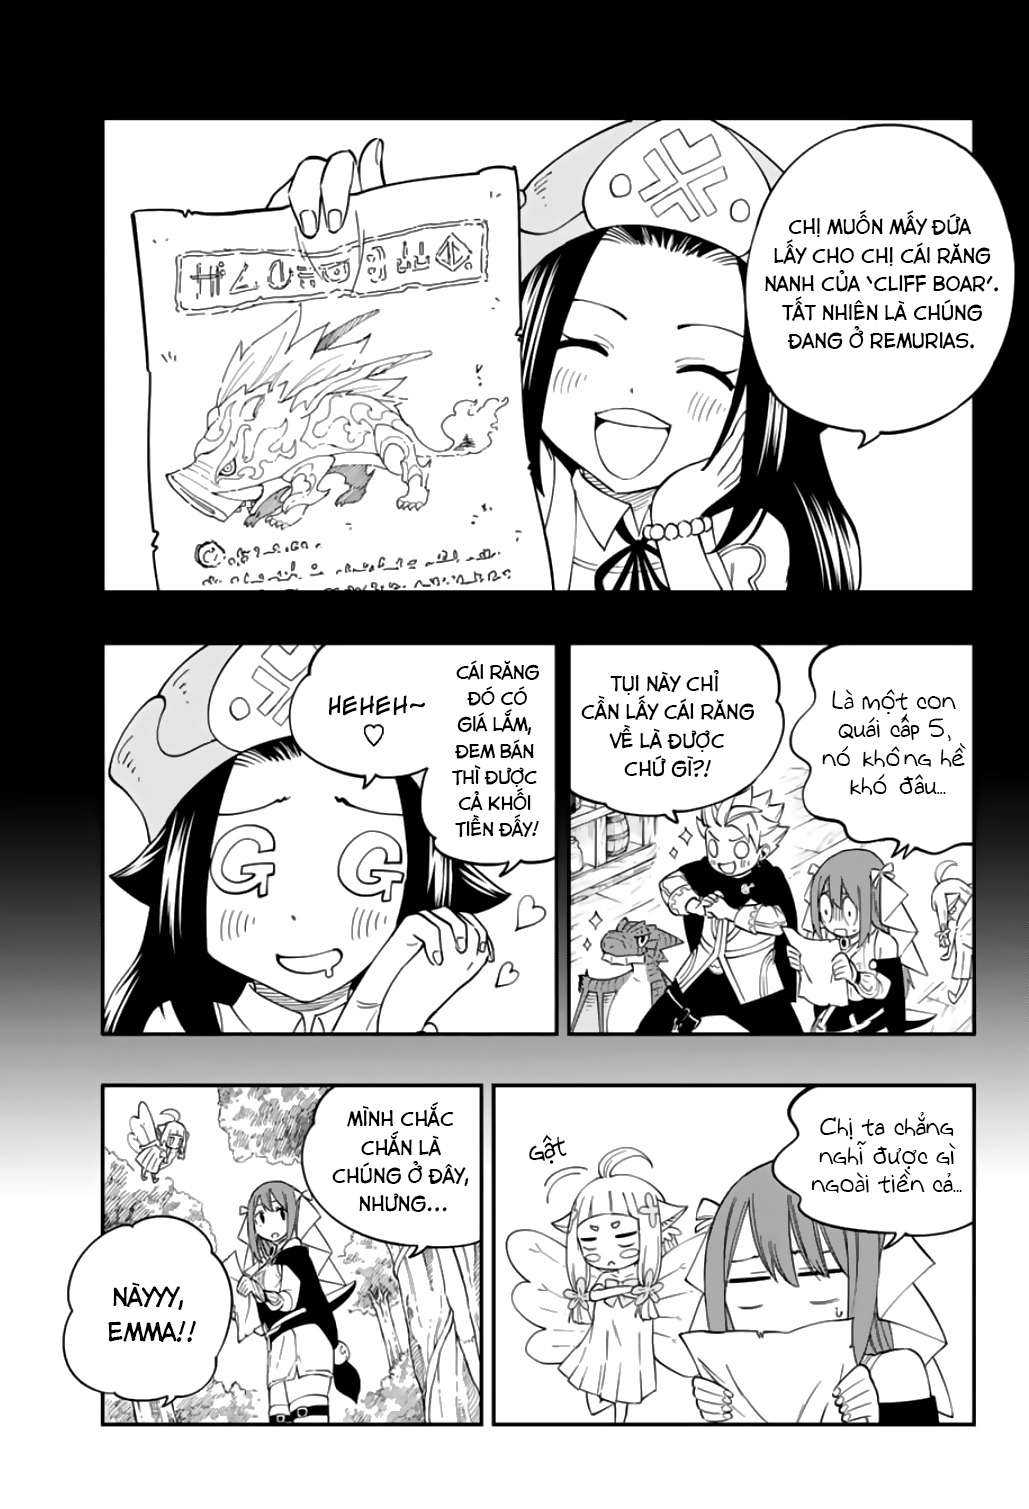 CHỊ MUỐN MẤY ĐỨA
LẤY CHO CHỊ CÁI RĂNG
NANH CỦA 'CLIFF BOAR'.
TẤT NHIÊN LÀ CHÚNG
ĐANG Ở REMURIAS.
Là một con
Quái cấp 5,
nó không hề
khó đâu...
TỤI NÀY CHỈ
CẦN LẤY CÁI RĂNG
VỀ LÀ ĐƯỢC
CHỨ GÌ?!
CÁI RĂNG
ĐÓ CÓ
GIÁ LẮM,
ĐEM BÁN
THÌ ĐƯỢC
CẢ KHỐI
TIỀN ĐẤY!
HEHEH~
♡
G G
Chị ta chẳng
nghĩ được gì
ngoài tiền cả...
Gật
MÌNH CHẮC
CHẮN LÀ
CHÚNG Ở ĐÂY,
NHƯNG...
NÀYYY,
EMMA!!